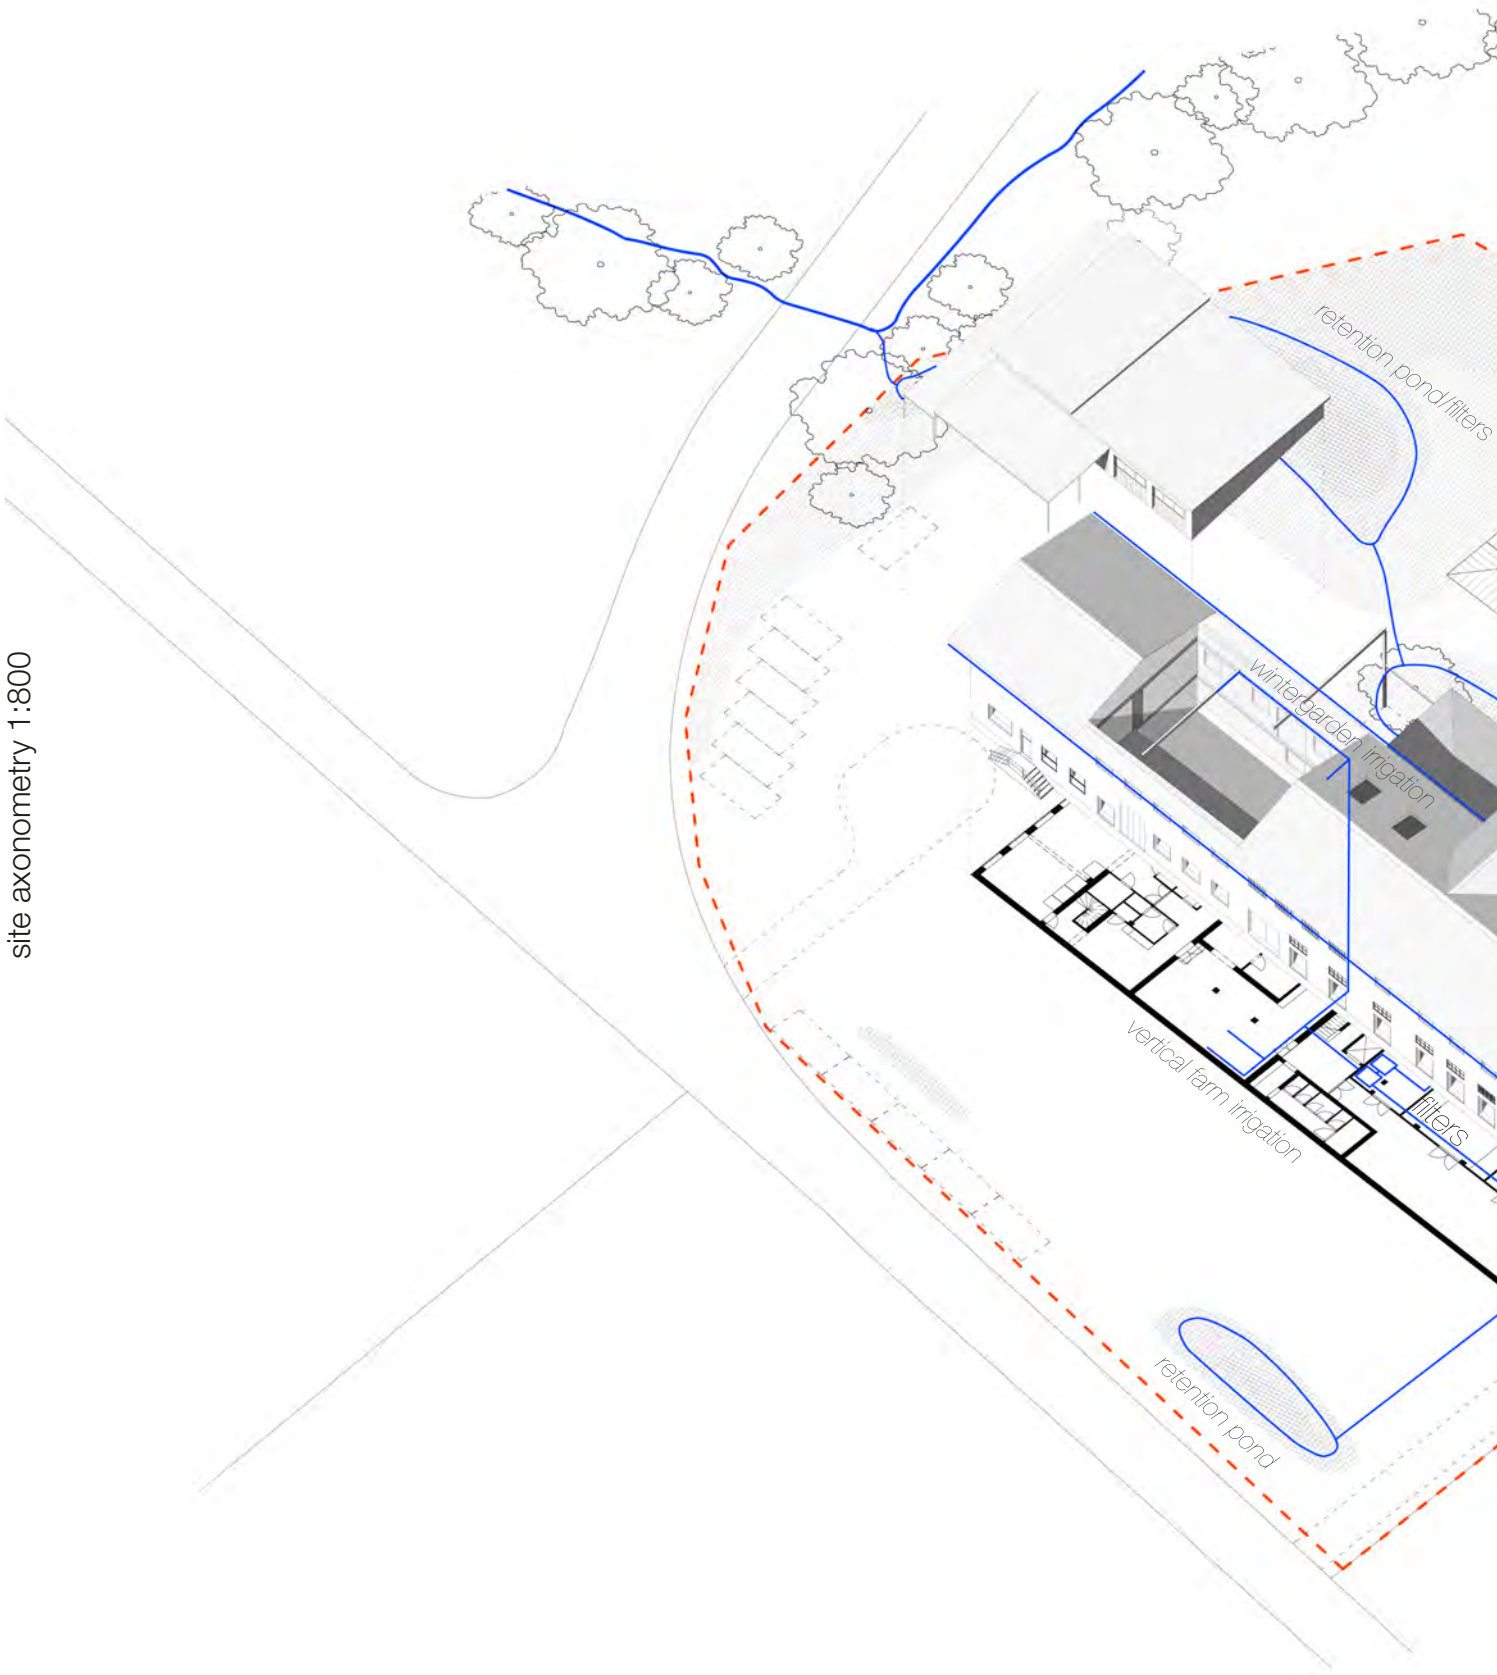 site axonometry 1:800
retention pond/filters
wintergarden irrigation
vertical farm irrigation
filters
retention pond